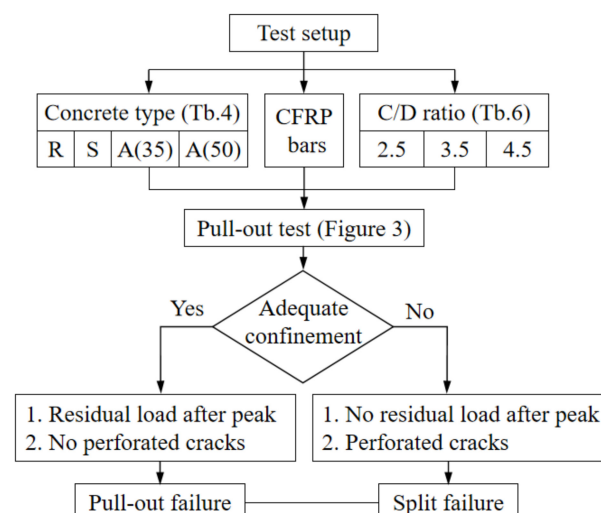 Test setup
Concrete type (Tb.4)
R S A(35) A(50)
CFRP
bars
C/D ratio (Tb.6)
2.5 3.5 4.5
Pull-out test (Figure 3)
Adequate
confinement
Yes
No
1. Residual load after peak
2. No perforated cracks
1. No residual load after peak
2. Perforated cracks
Pull-out failure
Split failure